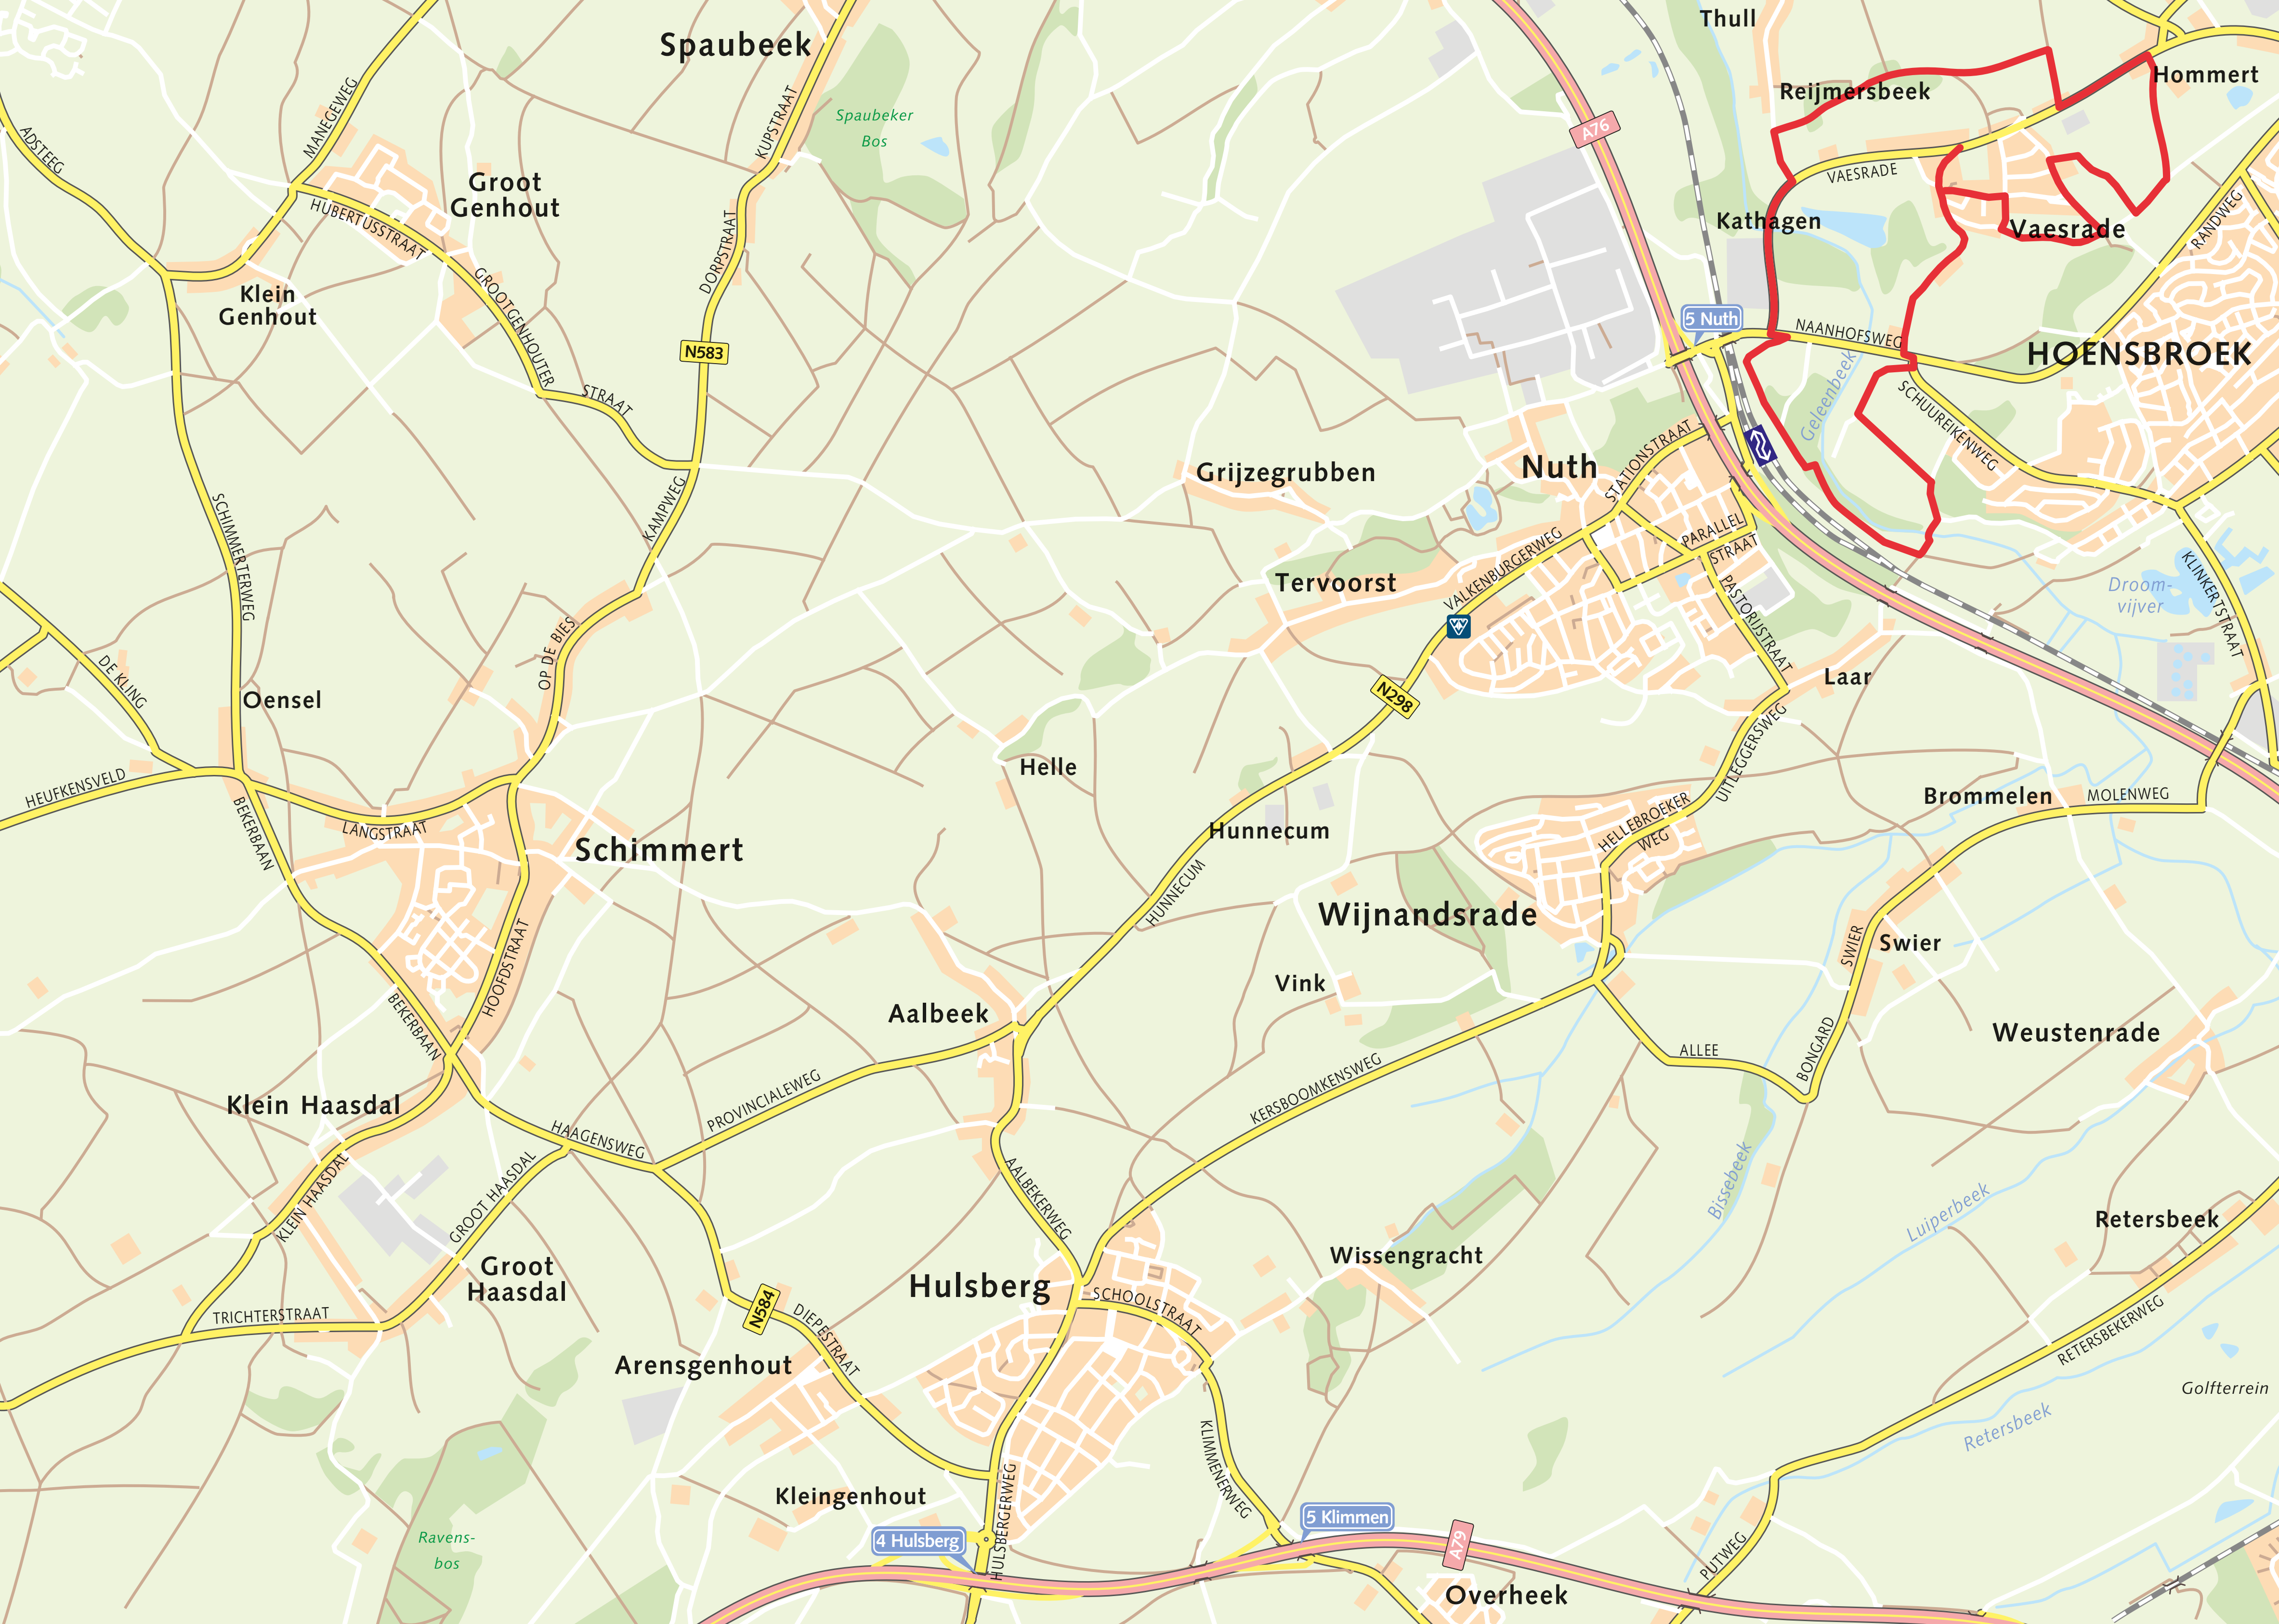 Thull
Spaubeek
Hommert
Reijmersbeek
MANEGEWEG
KUPSTRAAT
Spaubeker
Bos
A76
ADSTEEG
VAESRADE
Groot
Genhout
HUBERTUSSTRAAT
DORPSTRAAT
Kathagen
Vaesrade
RANDWEG
Klein
Genhout
GROOTGENHOUTER
STRAAT
5 Nuth
NAANHOFSWEG
N583
HOENSBROEK
Geleenbeek
SCHUUREIKENWEG
STATIONSTRAAT
Grijzegrubben
Nuth
KAMPWEG
SCHIMMERTERWEG
VALKENBURGERWEG
PARALLEL
STRAAT
Tervoorst
PASTORIJSTRAAT
KLINKERTSTRAAT
Droom-
vijver
OP DE BIES
DE KLING
Oensel
N298
Laar
UITLEGGERSWEG
Helle
HEUFKENSVELD
BEKERBAAN
LANGSTRAAT
Brommelen
MOLENWEG
Hunnecum
HELLEBROEKER
WEG
Schimmert
HUNNECUM
Wijnandsrade
SWIER
Swier
HOOFDSTRAAT
Vink
BEKERBAAN
Aalbeek
Weustenrade
ALLEE
BONGARD
KERSBOOMKENSWEG
PROVINCIALEWEG
Klein Haasdal
HAAGENSWEG
KLEIN HAASDAL
GROOT HAASDAL
AALBEKERWEG
Bissebeek
Luiperbeek
Retersbeek
Groot
Haasdal
Wissengracht
Hulsberg
SCHOOLSTRAAT
N584
TRICHTERSTRAAT
DIEPESTRAAT
RETERSBEKERWEG
Arensgenhout
Golfterrein
Retersbeek
KLIMMENERWEG
Kleingenhout
HULSBERGERWEG
5 Klimmen
4 Hulsberg
A79
Ravens-
bos
PUTWEG
Overheek